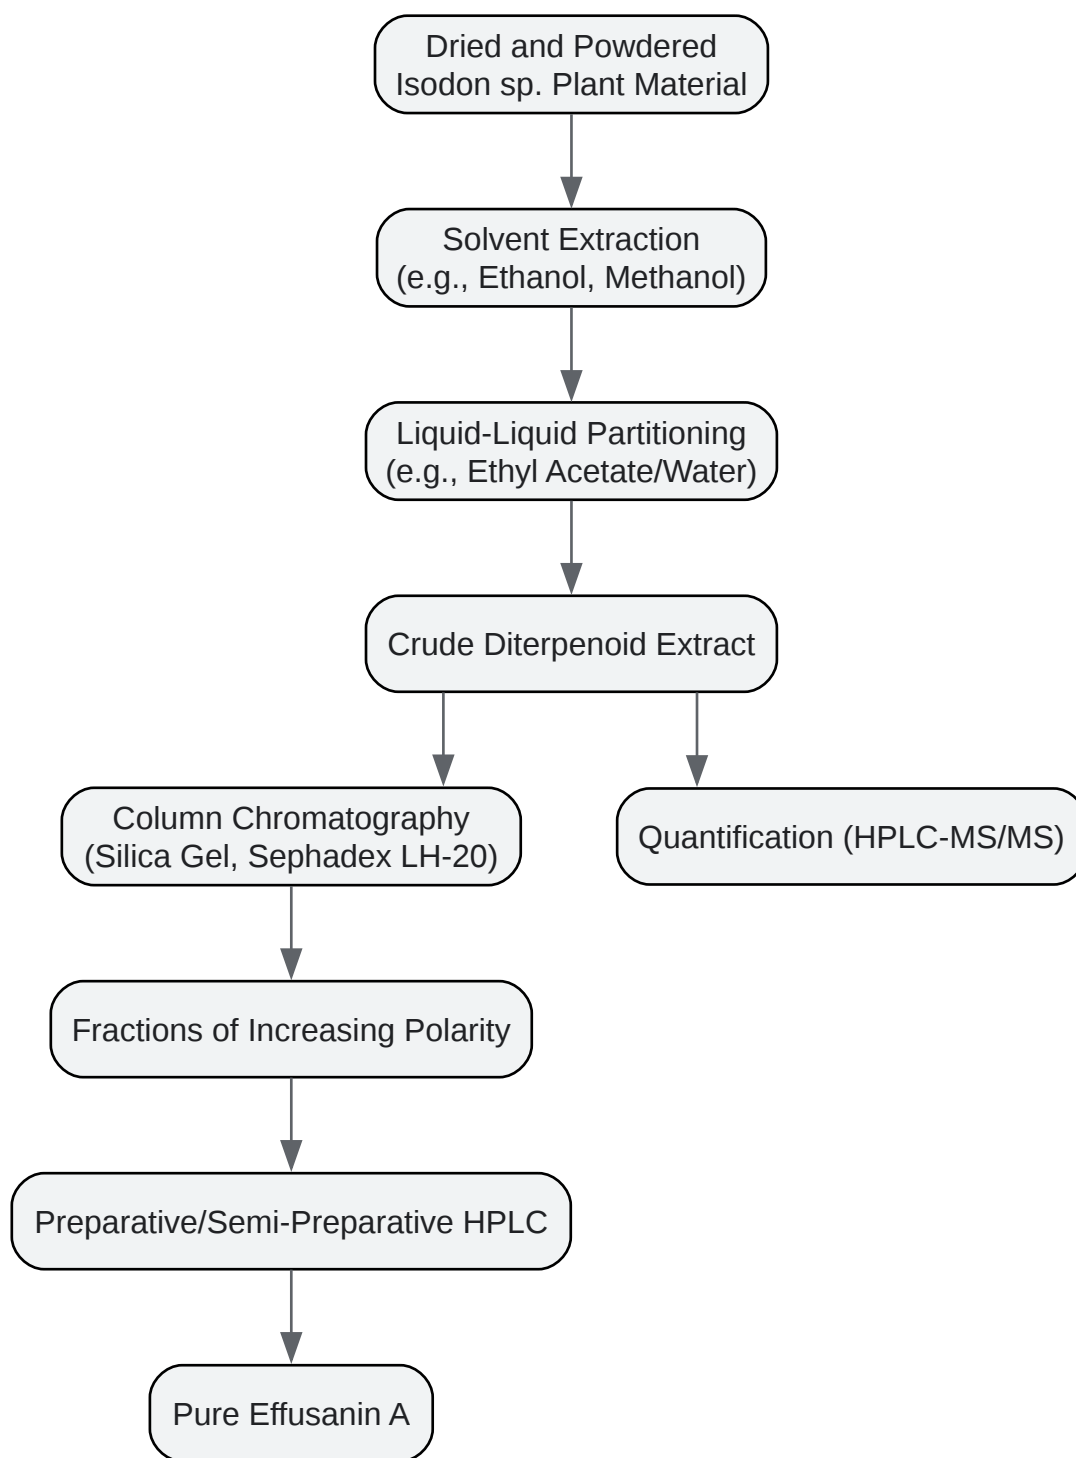 Dried and Powdered
Isodon sp. Plant Material
Solvent Extraction
(e.g., Ethanol, Methanol)
Liquid-Liquid Partitioning
(e.g., Ethyl Acetate/Water)
Crude Diterpenoid Extract
Column Chromatography
(Silica Gel, Sephadex LH-20)
Quantification (HPLC-MS/MS)
Fractions of Increasing Polarity
Preparative/Semi-Preparative HPLC
Pure Effusanin A